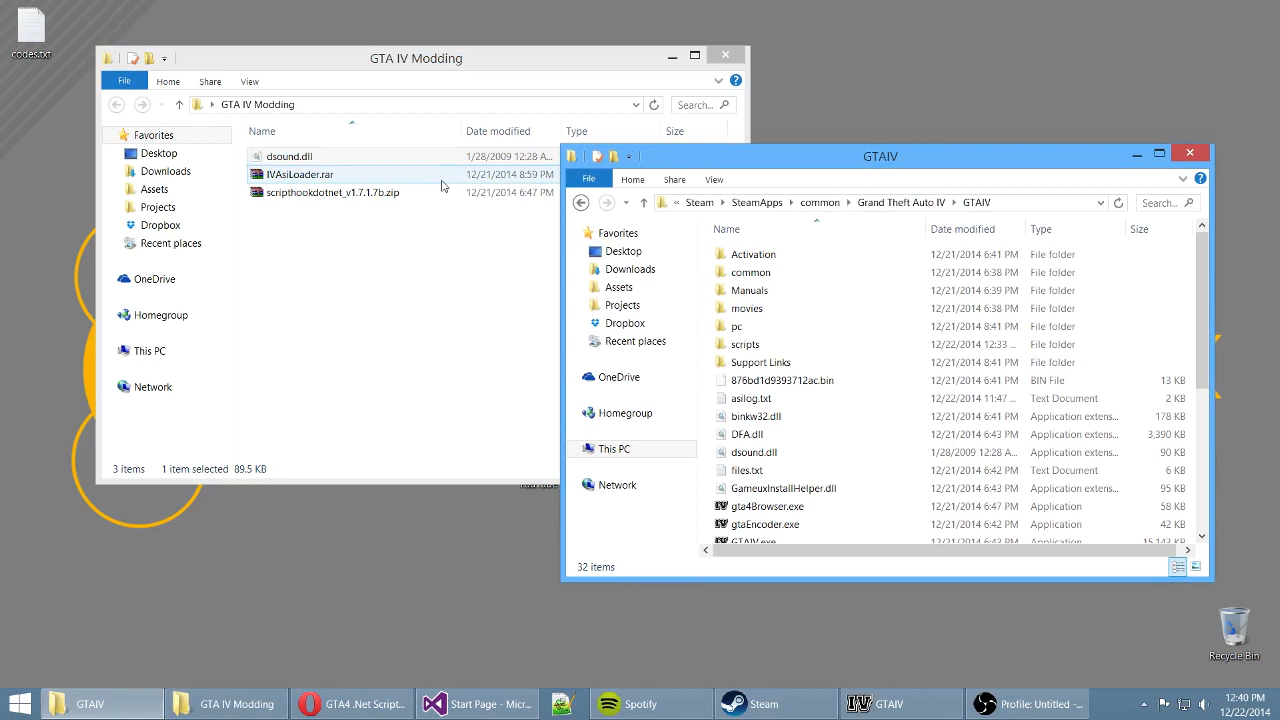 codes.txt
GTA IV Modding
File Home Share View
GTA IV Modding
Search...
Name Date modified Type Size
Favorites
Desktop
Downloads
Assets
Projects
Dropbox
Recent places
OneDrive
Homegroup
This PC
Network
dsound.dll 1/28/2009 12:28 A...
IVAsiLoader.rar 12/21/2014 8:59 PM
scripthookdotnet_v1.7.1.7b.zip 12/21/2014 6:47 PM
3 items 1 item selected 89.5 KB
GTAIV
File Home Share View
« Steam SteamApps common Grand Theft Auto IV GTAIV
Search...
Name Date modified Type Size
Favorites
Desktop
Downloads
Assets
Projects
Dropbox
Recent places
OneDrive
Homegroup
This PC
Network
Activation 12/21/2014 6:41 PM File folder
common 12/21/2014 6:38 PM File folder
Manuals 12/21/2014 6:39 PM File folder
movies 12/21/2014 6:38 PM File folder
pc 12/21/2014 8:41 PM File folder
scripts 12/22/2014 12:33 ... File folder
Support Links 12/21/2014 8:41 PM File folder
876bd1d9393712ac.bin 12/21/2014 6:41 PM BIN File 13 KB
asilog.txt 12/22/2014 11:47 ... Text Document 2 KB
binkw32.dll 12/21/2014 6:41 PM Application extens... 178 KB
DFA.dll 12/21/2014 6:43 PM Application extens... 3,390 KB
dsound.dll 1/28/2009 12:28 A... Application extens... 90 KB
files.txt 12/21/2014 6:42 PM Text Document 6 KB
GameuxInstallHelper.dll 12/21/2014 6:43 PM Application extens... 95 KB
gta4Browser.exe 12/21/2014 6:42 PM Application 58 KB
gtaEncoder.exe 12/21/2014 6:42 PM Application 42 KB
GTAIV.exe 12/21/2014 6:43 PM Application 15,143 KB
32 items
Recycle Bin
GTAIV
GTA IV Modding
GTA4 .Net Script...
Start Page - Mic...
Spotify
Steam
GTAIV
Profile: Untitled -...
12:40 PM
12/22/2014